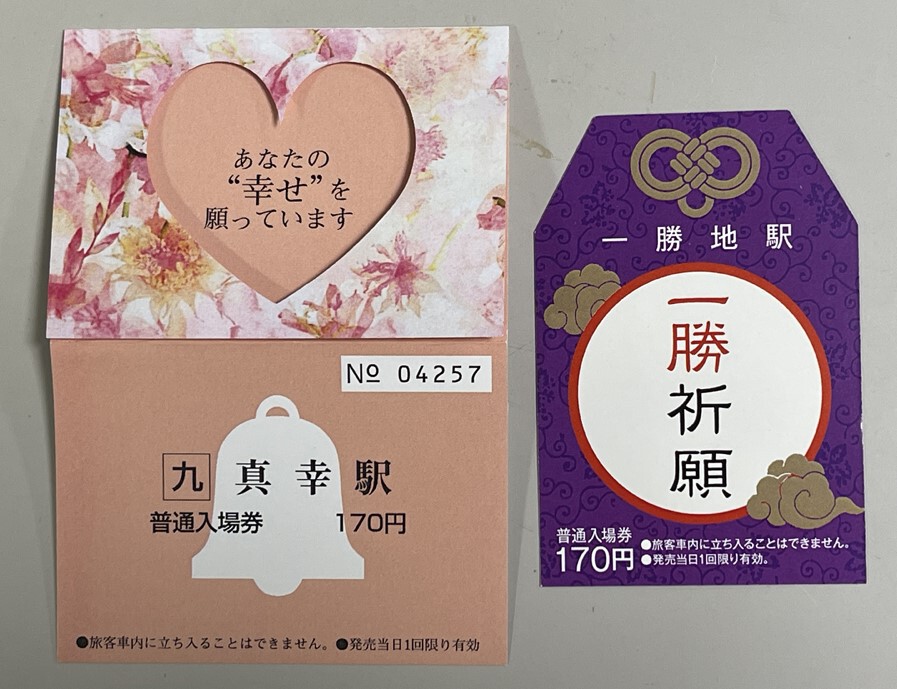 あなたの
“幸せ”を
願っています
№ 04257
九 真幸駅
普通入場券 170円
●旅客車内に立ち入ることはできません。●発売当日1回限り有効
一勝地駅
一勝祈願
普通入場券
170円
●旅客車内に立ち入ることはできません。
●発売当日1回限り有効。